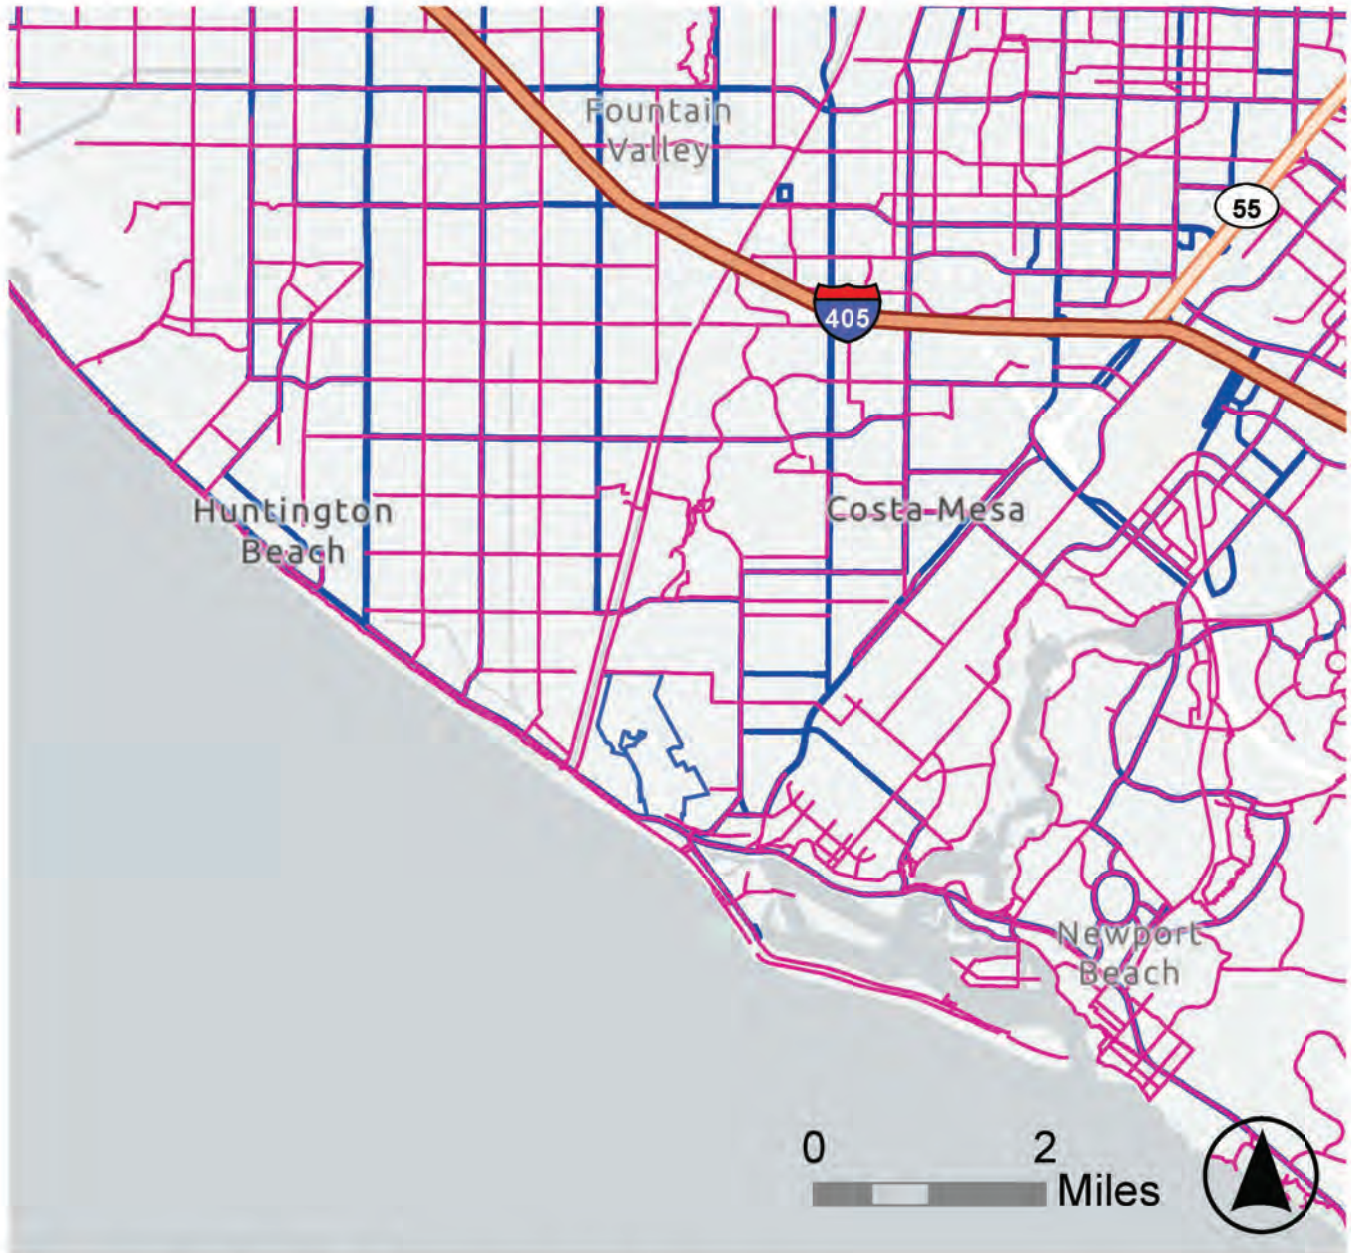 Fountain
Valley
55
405
Huntington
Beach
Costa Mesa
Newport
Beach
0 2
Miles